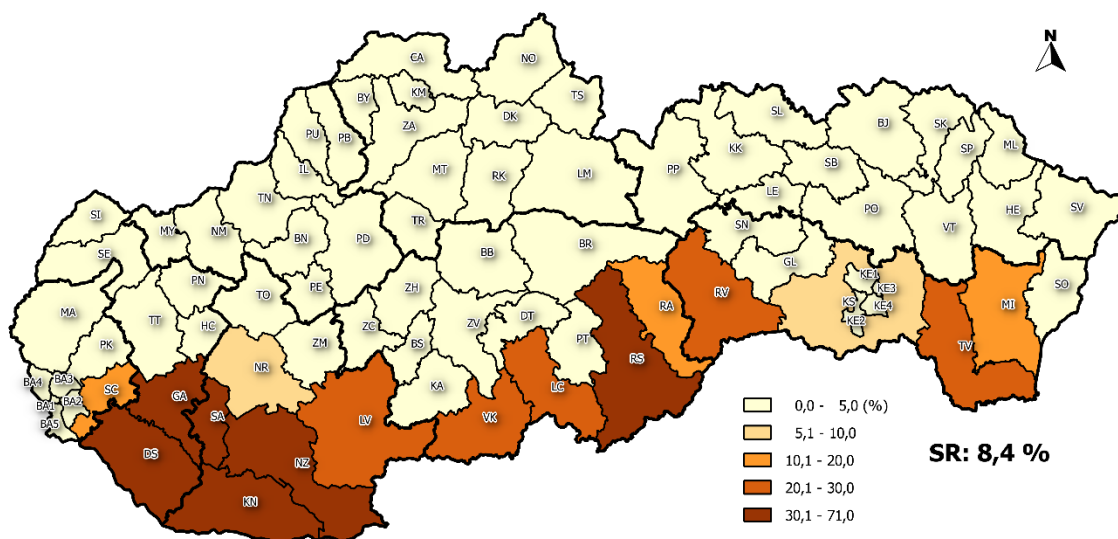 N
CA
NO
BY
KM
TS
PU
PB
ZA
DK
SL
BJ
SK
SP
ML
KK
IL
MT
RK
LM
PP
SB
TN
LE
SI
PO
HE
SV
MY
NM
BN
TR
SN
VT
SE
PD
BB
BR
GL
PN
PE
ZH
KE1
KE3
SO
TO
RV
MI
MA
TT
HC
ZC
BS
ZV
DT
RA
KS
KE4
KE2
PK
ZM
PT
RS
TV
NR
BA3
BA4
KA
LC
SC
GA
BA2
BA1
SA
LV
VK
BA5
DS
NZ
KN
0,0 - 5,0 (%)
5,1 - 10,0
10,1 - 20,0
20,1 - 30,0
30,1 - 71,0
SR: 8,4 %